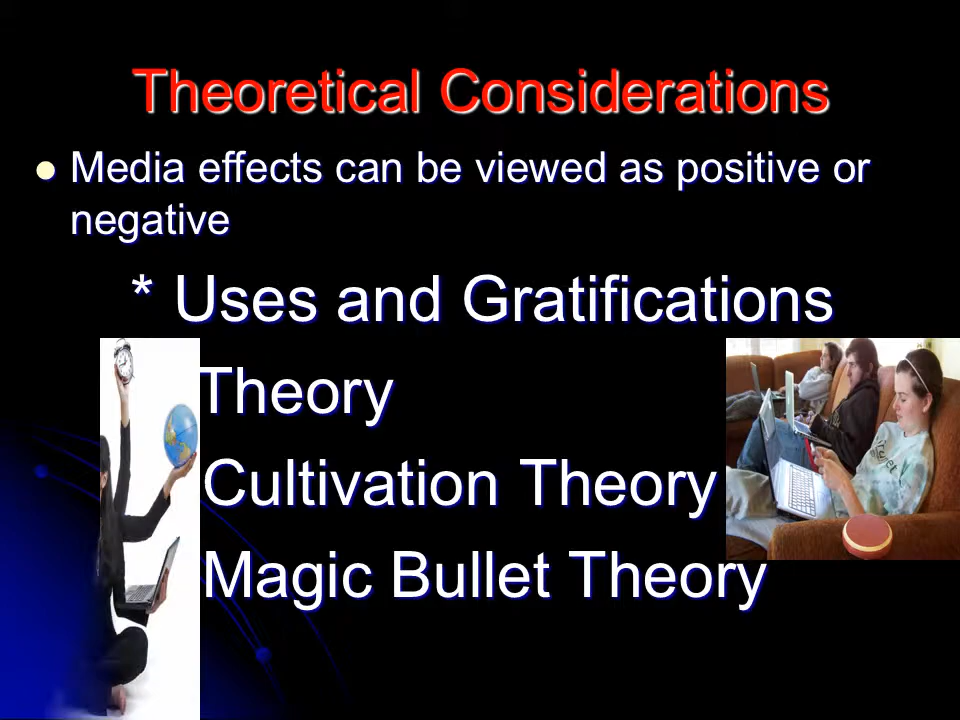 Theoretical Considerations
Media effects can be viewed as positive or
negative
* Uses and Gratifications
Theory
Cultivation Theory
Magic Bullet Theory